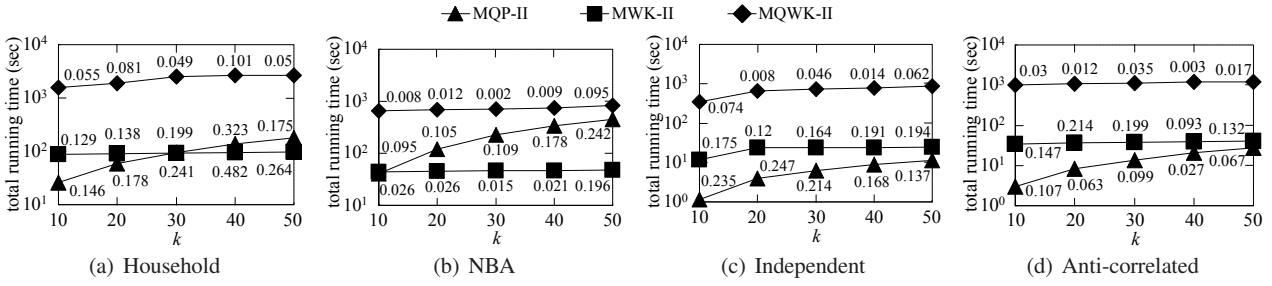 MQP-II MWK-II MQWK-II
total running time (sec)
10^4
10^3
10^2
10^1
0.055 0.081 0.049 0.101 0.05
0.129 0.138 0.199 0.323 0.175
0.146 0.178 0.241 0.482 0.264
10 20 30 40 50
k
(a) Household
total running time (sec)
10^4
10^3
10^2
10^1
0.008 0.012 0.002 0.009 0.095
0.095 0.105 0.109 0.178 0.242
0.026 0.026 0.015 0.021 0.196
10 20 30 40 50
k
(b) NBA
total running time (sec)
10^4
10^3
10^2
10^1
10^0
0.074 0.008 0.046 0.014 0.062
0.175 0.12 0.164 0.191 0.194
0.235 0.247 0.214 0.168 0.137
10 20 30 40 50
k
(c) Independent
total running time (sec)
10^4
10^3
10^2
10^1
10^0
0.03 0.012 0.035 0.003 0.017
0.147 0.214 0.199 0.093 0.132
0.107 0.063 0.099 0.027 0.067
10 20 30 40 50
k
(d) Anti-correlated